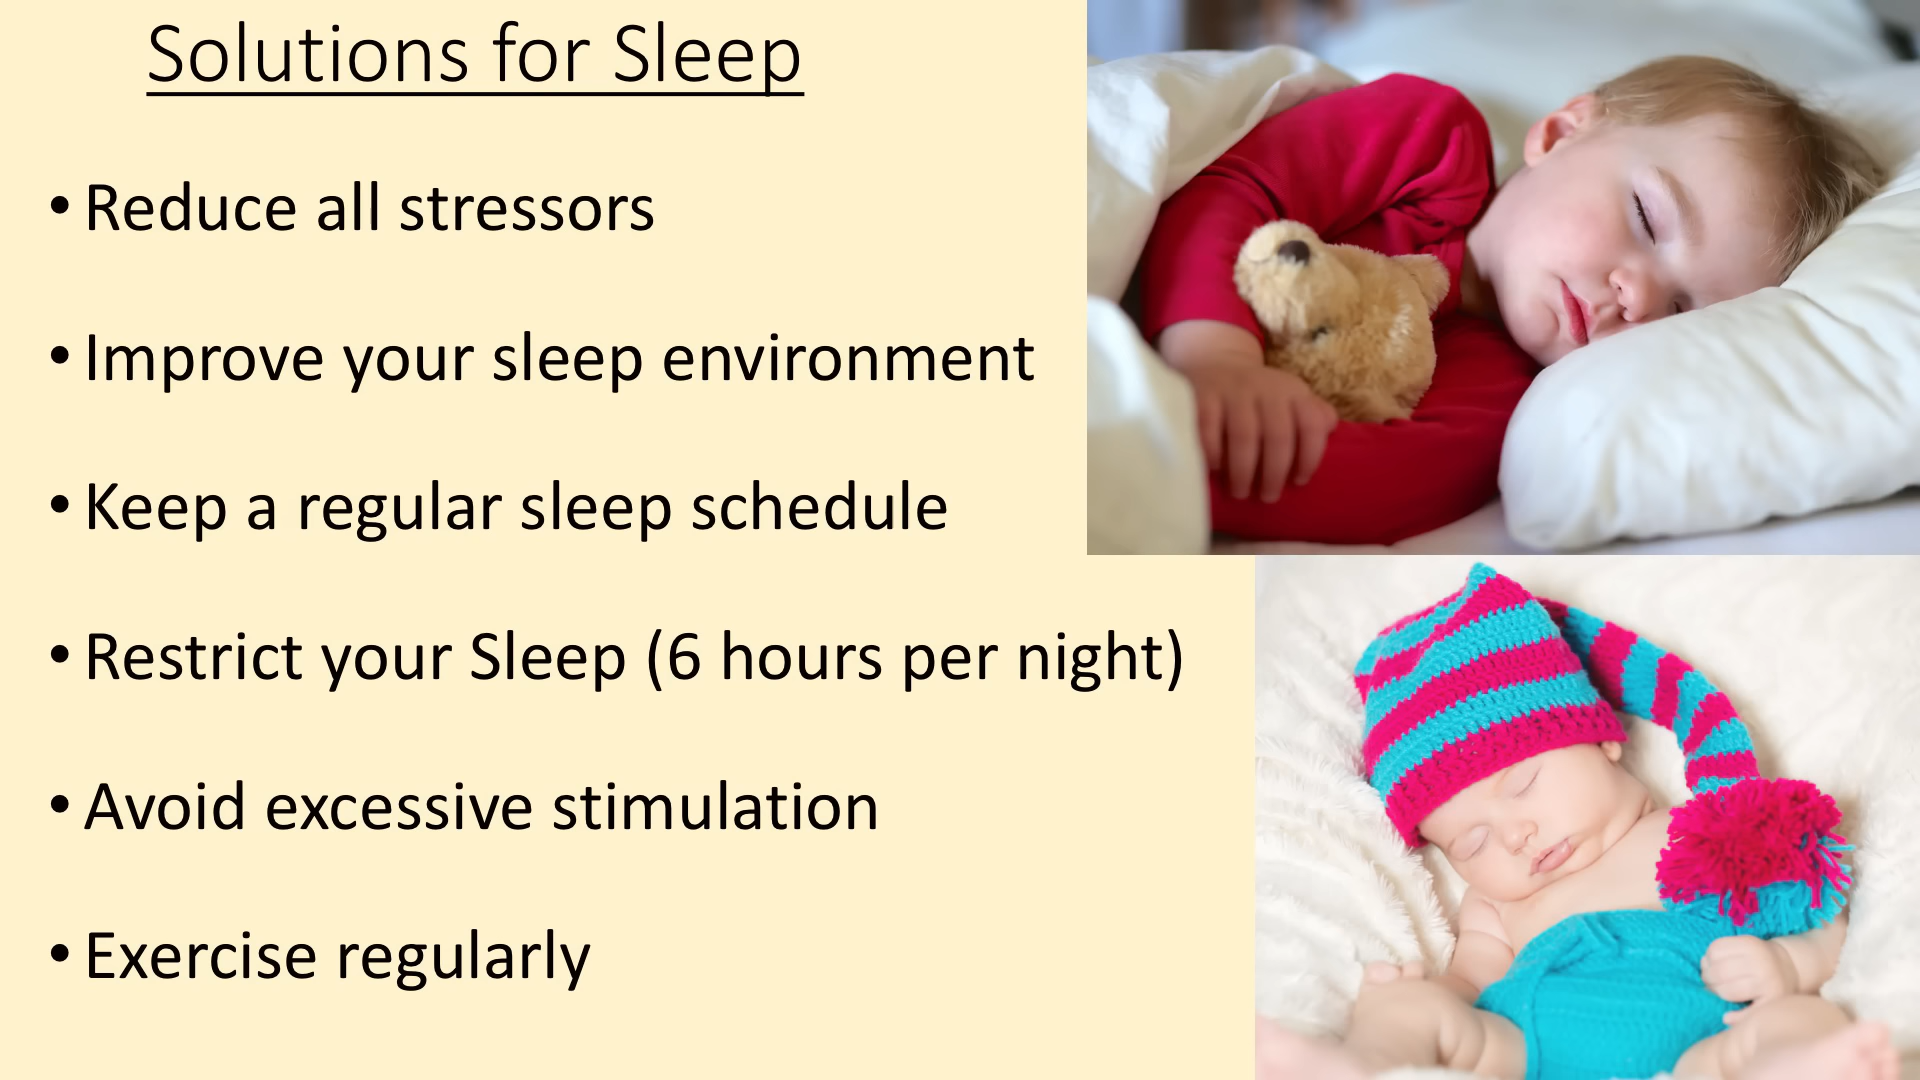 Solutions for Sleep
• Reduce all stressors
• Improve your sleep environment
• Keep a regular sleep schedule
• Restrict your Sleep (6 hours per night)
• Avoid excessive stimulation
• Exercise regularly